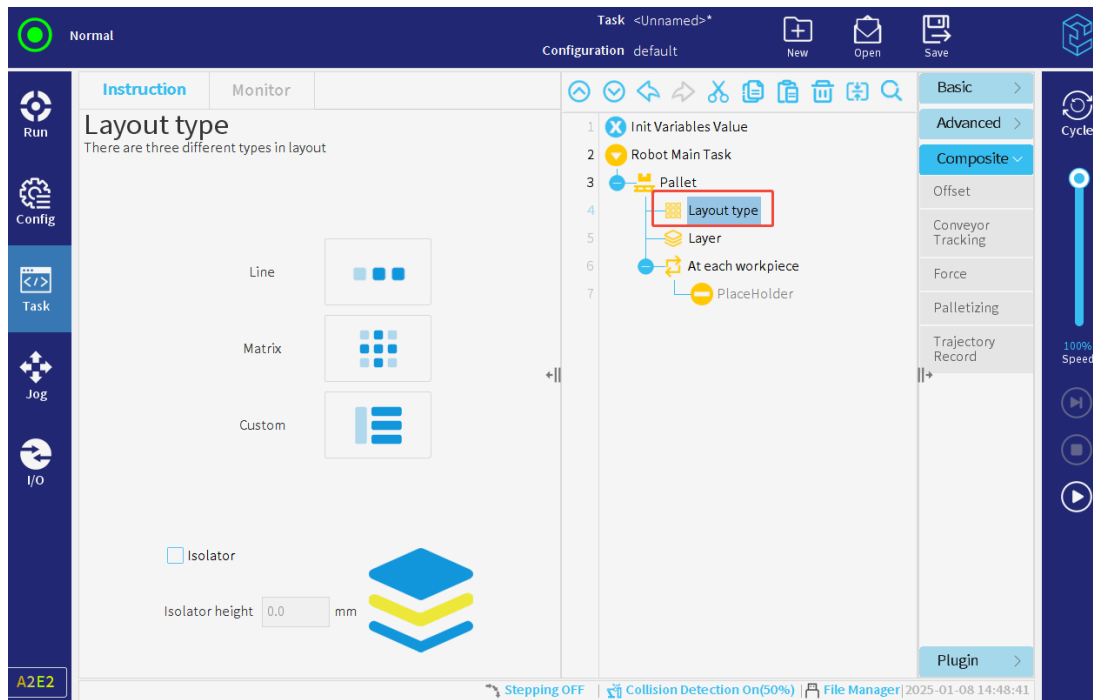 Normal
Task <Unnamed>*
Configuration default
New
Open
Save
Run
Config
Task
Jog
I/O
A2E2
Instruction
Monitor
Layout type
There are three different types in layout
Line
Matrix
Custom
Isolator
Isolator height 0.0 mm
1 Init Variables Value
2 Robot Main Task
3 Pallet
4 Layout type
5 Layer
6 At each workpiece
7 PlaceHolder
Basic
Advanced
Composite
Offset
Conveyor
Tracking
Force
Palletizing
Trajectory
Record
Plugin
Cycle
100%
Speed
Stepping OFF | Collision Detection On(50%) | File Manager|2025-01-08 14:48:41